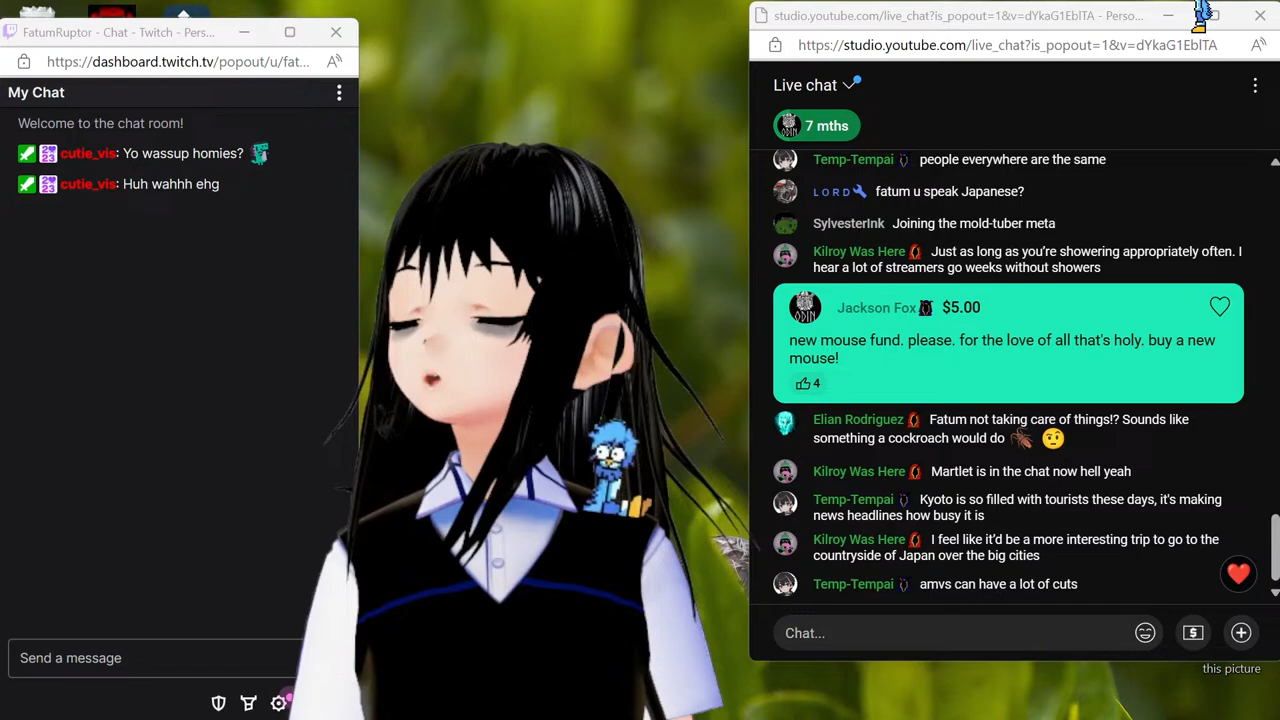 FatumRuptor - Chat - Twitch - Pers...
https://dashboard.twitch.tv/popout/u/fat...
My Chat
Welcome to the chat room!
cutie_vis: Yo wassup homies?
cutie_vis: Huh wahhh ehg
Send a message
studio.youtube.com/live_chat?is_popout=1&v=dYkaG1EblTA - Perso...
https://studio.youtube.com/live_chat?is_popout=1&v=dYkaG1EblTA
Live chat
ODIN 7 mths
Temp-Tempai people everywhere are the same
L O R D fatum u speak Japanese?
SylvesterInk Joining the mold-tuber meta
Kilroy Was Here Just as long as you’re showering appropriately often. I
hear a lot of streamers go weeks without showers
ODIN
Jackson Fox $5.00
new mouse fund. please. for the love of all that's holy. buy a new
mouse!
4
Elian Rodriguez Fatum not taking care of things!? Sounds like
something a cockroach would do
Kilroy Was Here Martlet is in the chat now hell yeah
Temp-Tempai Kyoto is so filled with tourists these days, it's making
news headlines how busy it is
Kilroy Was Here I feel like it’d be a more interesting trip to go to the
countryside of Japan over the big cities
Temp-Tempai amvs can have a lot of cuts
Chat...
this picture